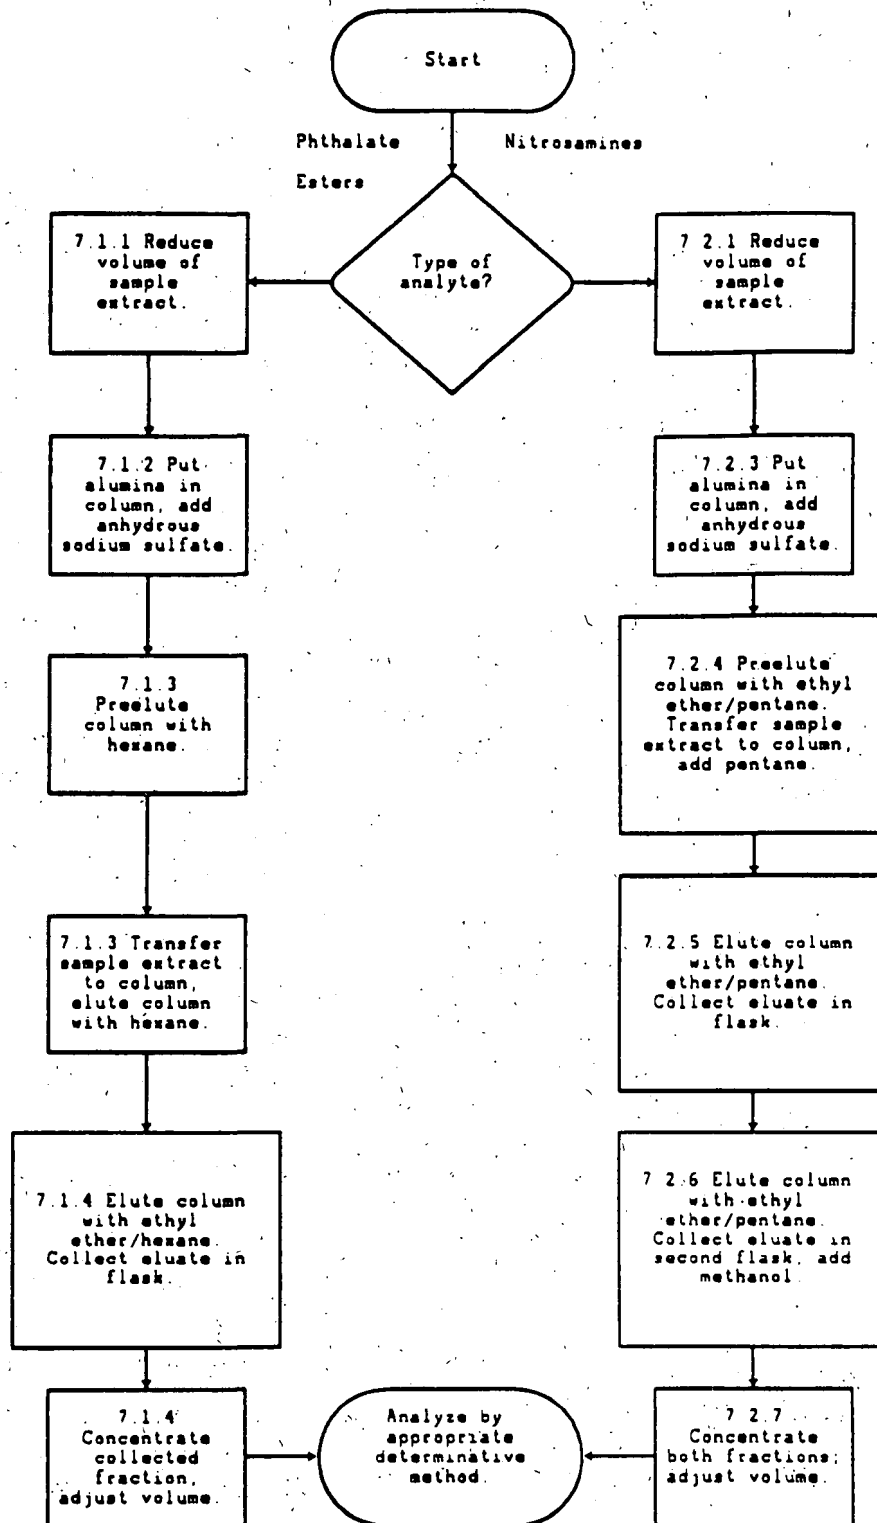 Start
Phthalate
Esters
Nitrosamines
Type of
analyte?
7.1.1 Reduce
volume of
sample
extract.
7.1.2 Put
alumina in
column, add
anhydrous
sodium sulfate.
7.1.3
Preelute
column with
hexane.
7.1.3 Transfer
sample extract
to column,
elute column
with hexane.
7.1.4 Elute column
with ethyl
ether/hexane.
Collect eluate in
flask.
7.1.4
Concentrate
collected
fraction,
adjust volume.
7 2.1 Reduce
volume of
sample
extract.
7.2.3 Put
alumina in
column, add
anhydrous
sodium sulfate.
7.2.4 Preelute
column with ethyl
ether/pentane.
Transfer sample
extract to column,
add pentane.
7.2.5 Elute column
with ethyl
ether/pentane.
Collect eluate in
flask.
7 2.6 Elute column
with ethyl
ether/pentane.
Collect eluate in
second flask, add
methanol.
7 2.7
Concentrate
both fractions;
adjust volume.
Analyze by
appropriate
determinative
method.